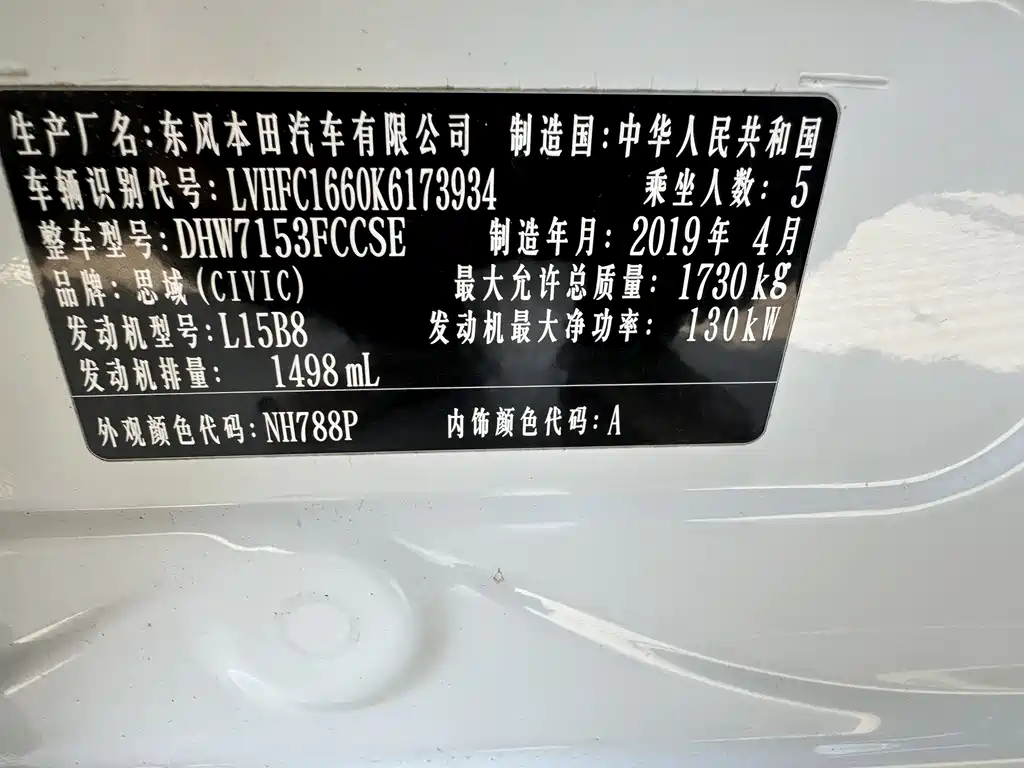 生产厂名:东风本田汽车有限公司 制造国:中华人民共和国
车辆识别代号:LVHFC1660K6173934 乘坐人数:5
整车型号:DHW7153FCCSE 制造年月:2019年 4月
品牌:思域(CIVIC) 最大允许总质量:1730kg
发动机型号:L15B8 发动机最大净功率:130kW
发动机排量: 1498mL
外观颜色代码:NH788P 内饰颜色代码:A